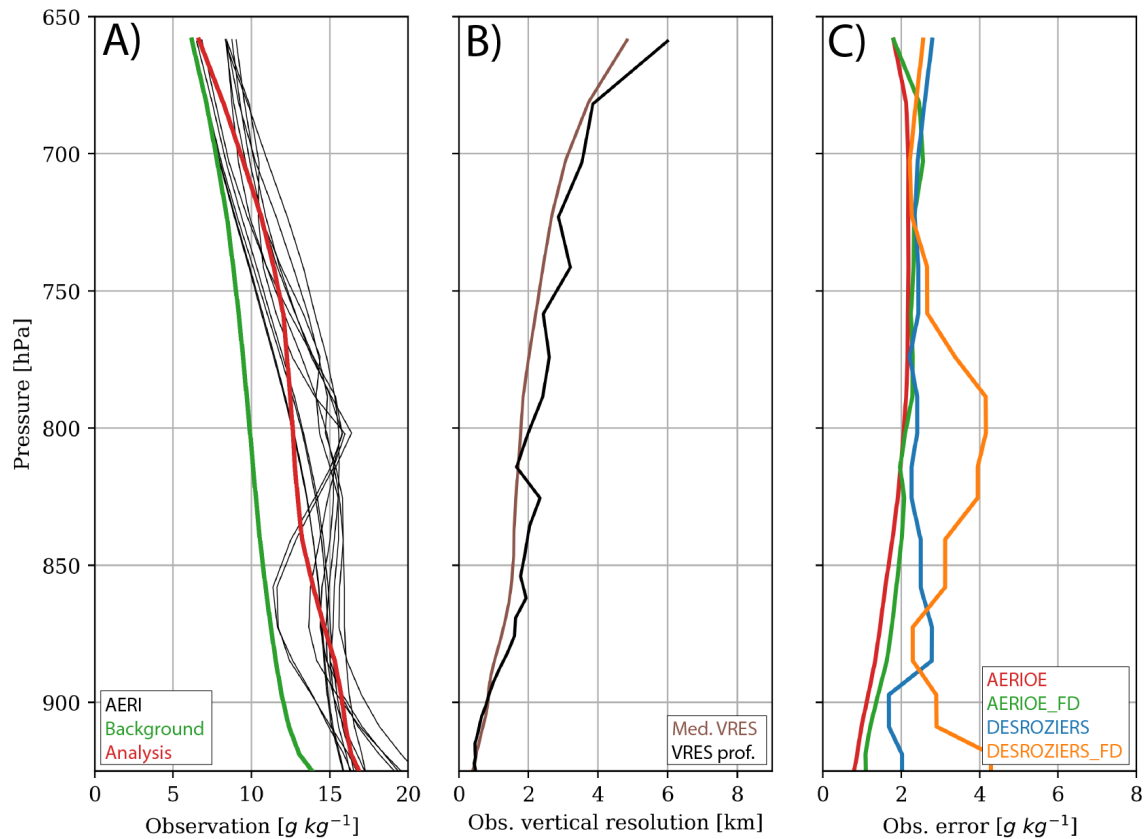 A)
B)
C)
650
700
750
800
850
900
Pressure [hPa]
AERI
Background
Analysis
Med. VRES
VRES prof.
AERIOE
AERIOE_FD
DESROZIERS
DESROZIERS_FD
0 5 10 15 20
0 2 4 6 8
0 2 4 6 8
Observation [g kg⁻¹]
Obs. vertical resolution [km]
Obs. error [g kg⁻¹]